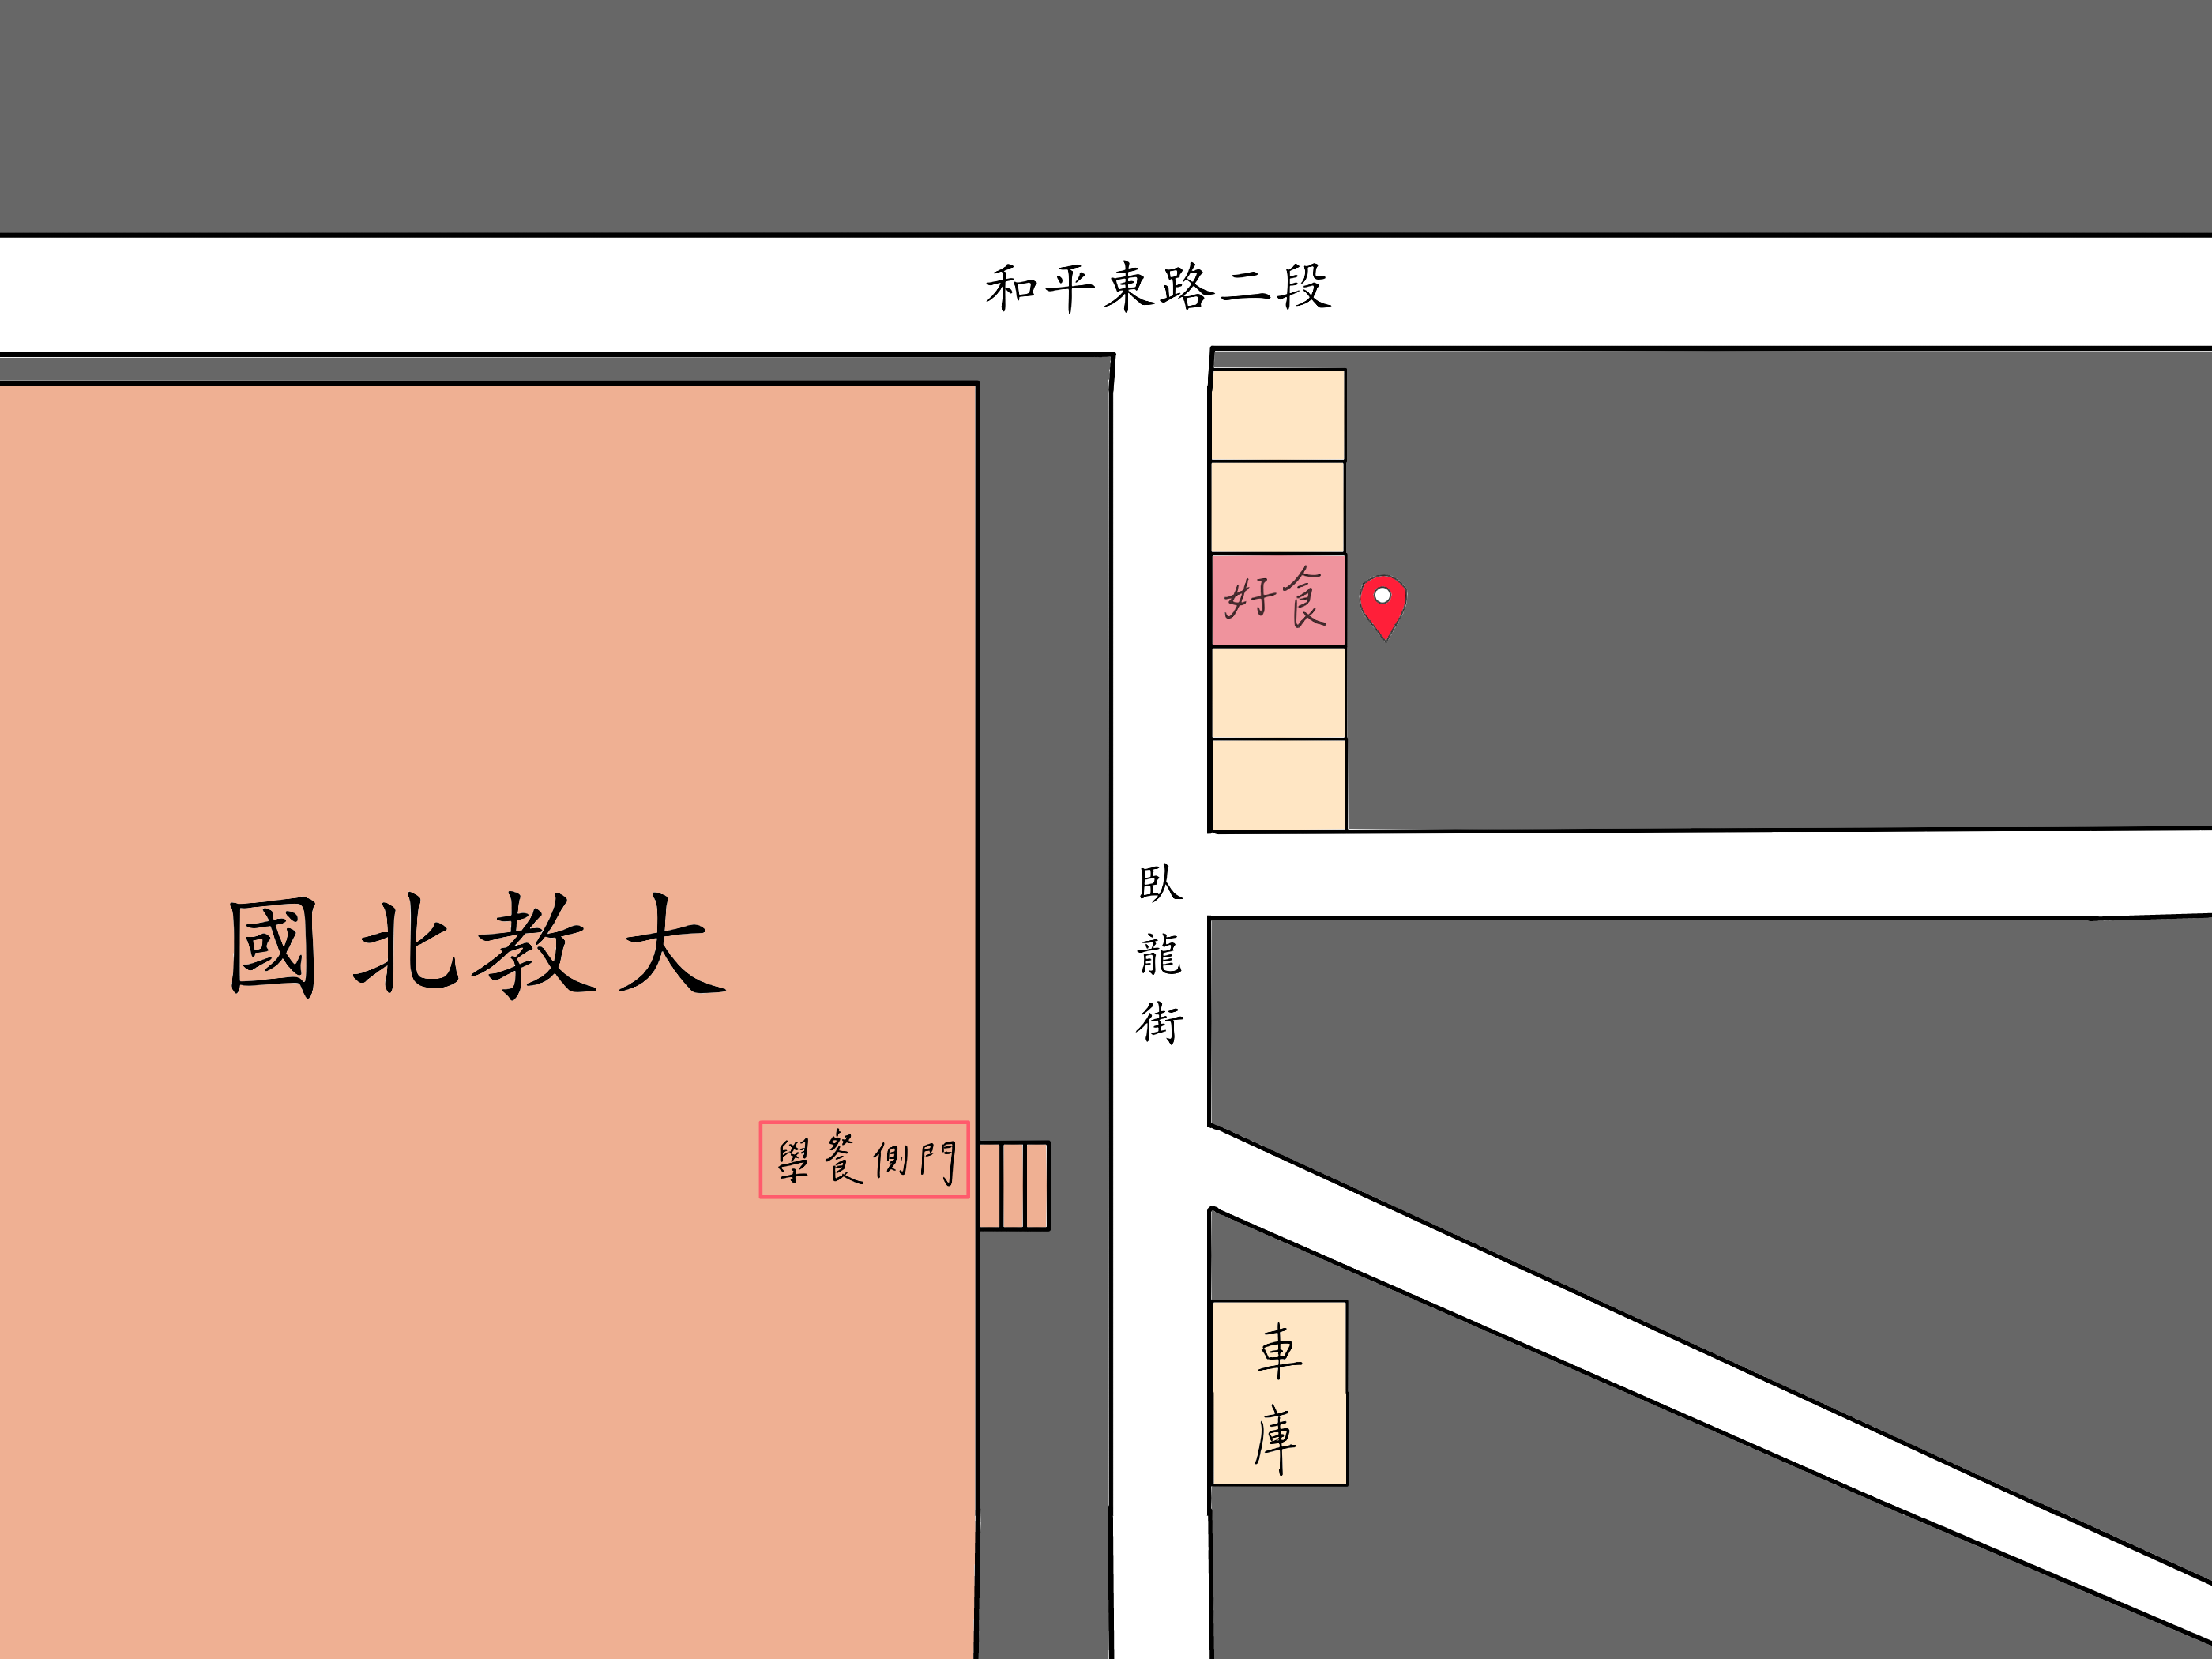 和平東路二段
好食
國北教大
臥龍街
學餐側門
車庫